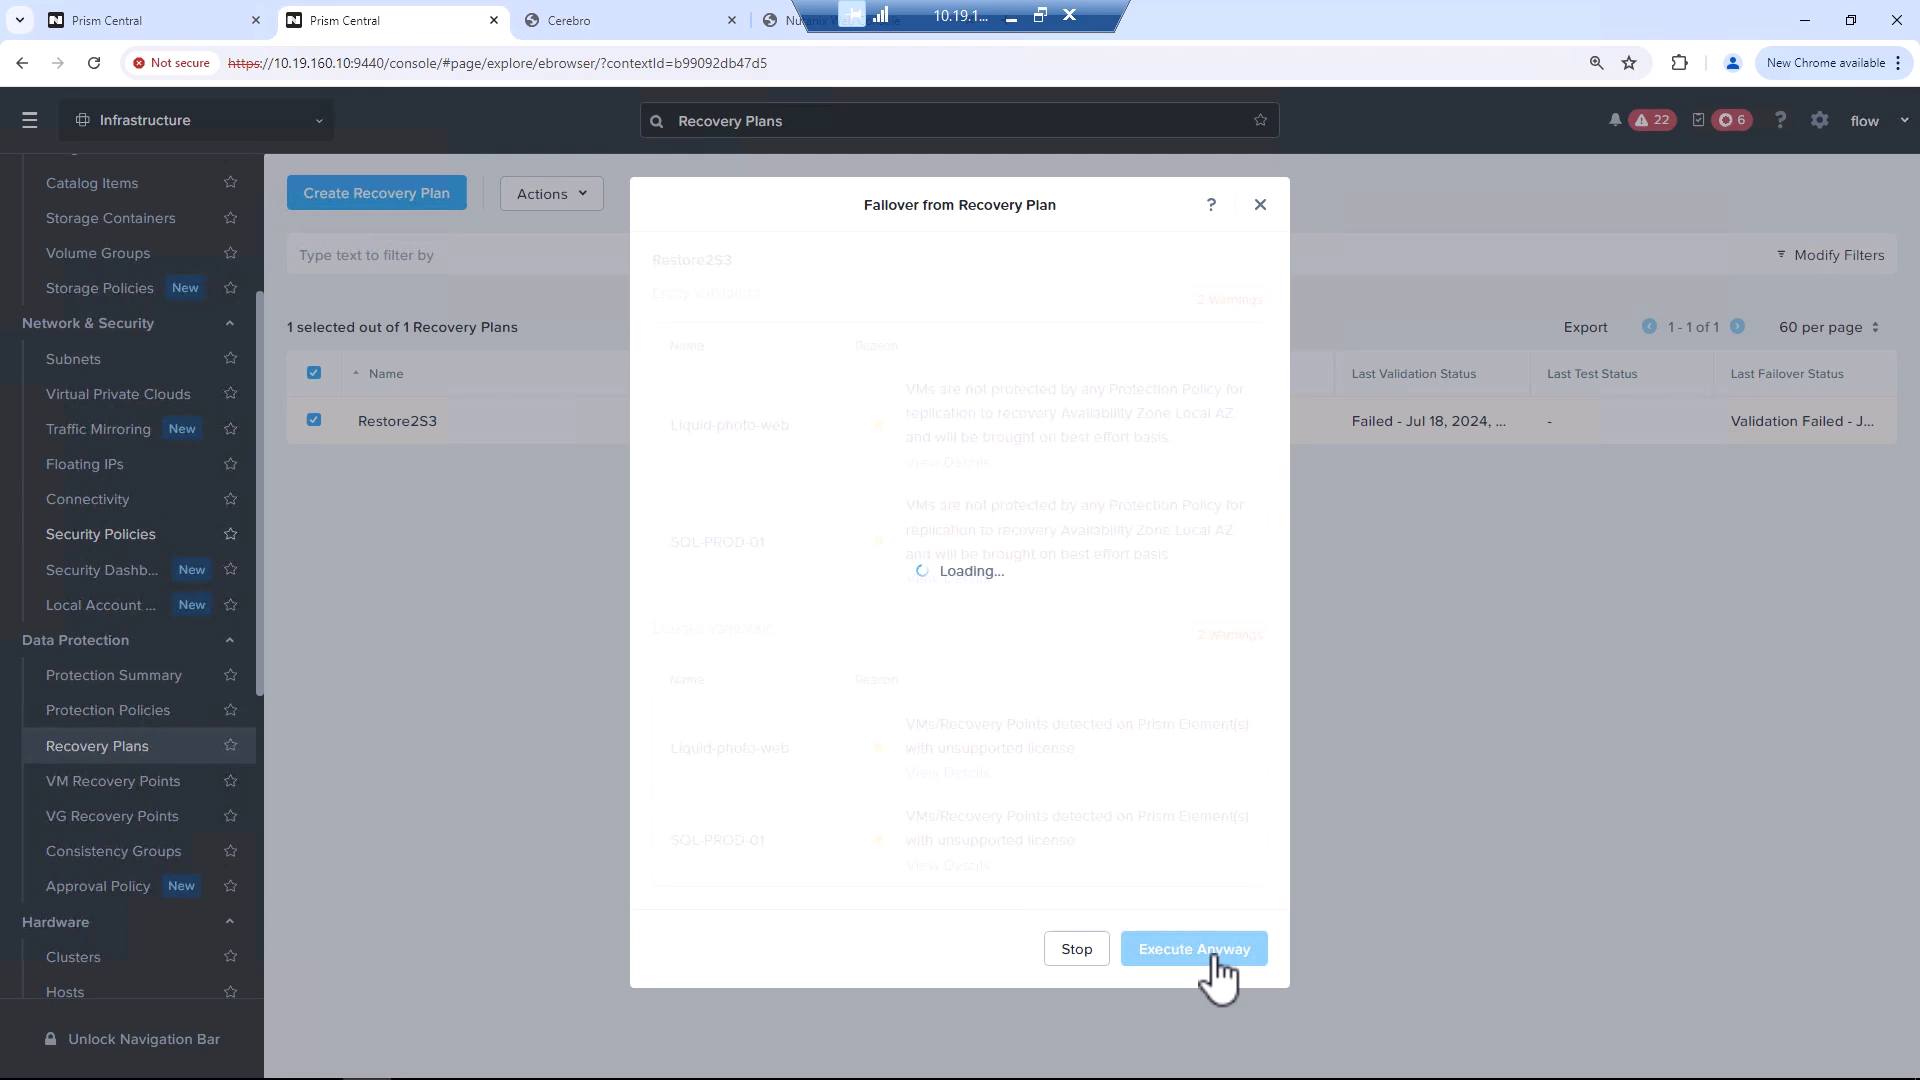 Prism Central
Prism Central
Cerebro
10.19.1...
Not secure
https://10.19.160.10:9440/console/#page/explore/ebrowser/?contextId=b99092db47d5
New Chrome available
Infrastructure
Recovery Plans
22
6
flow
Catalog Items
Storage Containers
Volume Groups
Storage Policies New
Network & Security
Subnets
Virtual Private Clouds
Traffic Mirroring New
Floating IPs
Connectivity
Security Policies
Security Dashb... New
Local Account ... New
Data Protection
Protection Summary
Protection Policies
Recovery Plans
VM Recovery Points
VG Recovery Points
Consistency Groups
Approval Policy New
Hardware
Clusters
Hosts
Unlock Navigation Bar
Create Recovery Plan
Actions
Type text to filter by
Modify Filters
1 selected out of 1 Recovery Plans
Export
1 - 1 of 1
60 per page
Name
Last Validation Status
Last Test Status
Last Failover Status
Restore2S3
Failed - Jul 18, 2024, ...
-
Validation Failed - J...
Failover from Recovery Plan
?
Restore2S3
Entity Validation
2 Warnings
Name
Reason
Liquid-photo-web
VMs are not protected by any Protection Policy for
replication to recovery Availability Zone Local AZ
and will be brought on best effort basis.
View Details
SQL-PROD-01
VMs are not protected by any Protection Policy for
replication to recovery Availability Zone Local AZ
and will be brought on best effort basis
Loading...
License Validation
2 Warnings
Name
Reason
Liquid-photo-web
VMs/Recovery Points detected on Prism Element(s)
with unsupported license
View Details
SQL-PROD-01
VMs/Recovery Points detected on Prism Element(s)
with unsupported license
View Details
Stop
Execute Anyway